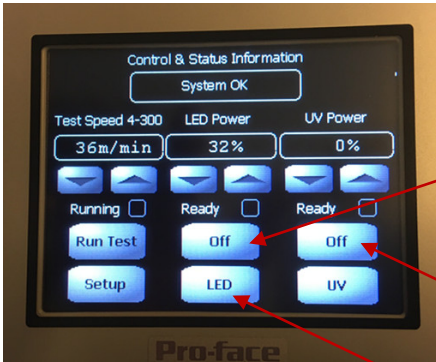 Control & Status Information
System OK
Test Speed 4-300 LED Power UV Power
36m/min 32% 0%
Running Ready Ready
Run Test Off Off
Setup LED UV
Pro-face